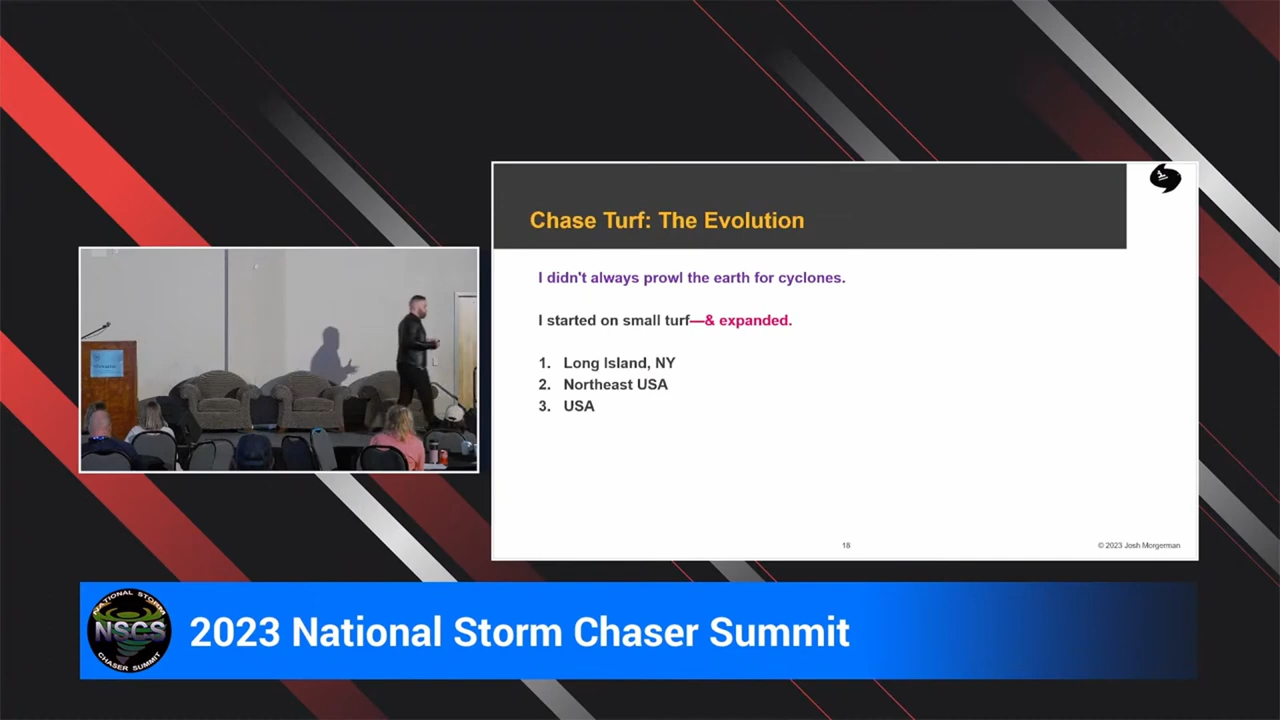 Chase Turf: The Evolution
I didn't always prowl the earth for cyclones.
I started on small turf—& expanded.
1. Long Island, NY
2. Northeast USA
3. USA
18
© 2023 Josh Morgerman
NATIONAL STORM
NSCS
CHASER SUMMIT
2023 National Storm Chaser Summit